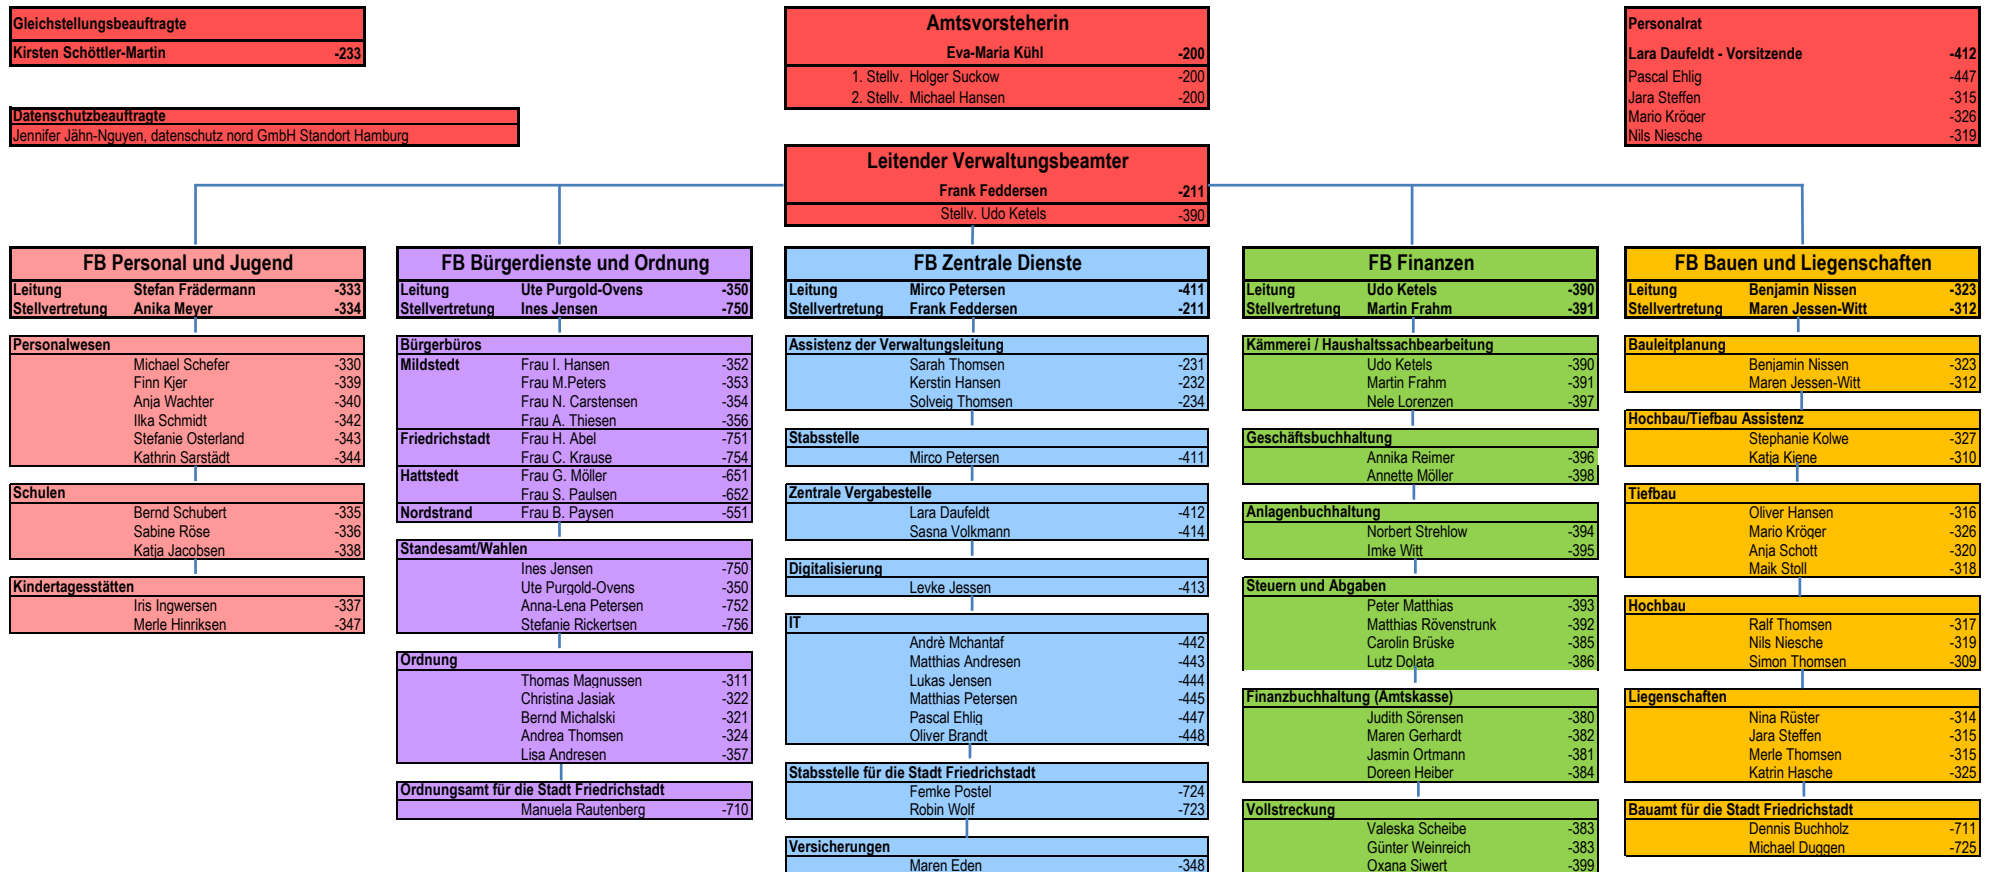 Gleichstellungsbeauftragte
Kirsten Schöttler-Martin -233
Datenschutzbeauftragte
Jennifer Jähn-Nguyen, datenschutz nord GmbH Standort Hamburg
Amtsvorsteherin
Eva-Maria Kühl -200
1. Stellv. Holger Suckow -200
2. Stellv. Michael Hansen -200
Personalrat
Lara Daufeldt - Vorsitzende -412
Pascal Ehlig -447
Jara Steffen -315
Mario Kröger -326
Nils Niesche -319
Leitender Verwaltungsbeamter
Frank Feddersen -211
Stellv. Udo Ketels -390
FB Personal und Jugend
Leitung Stefan Frädermann -333
Stellvertretung Anika Meyer -334
Personalwesen
Michael Schefer -330
Finn Kjer -339
Anja Wachter -340
Ilka Schmidt -342
Stefanie Osterland -343
Kathrin Sarstädt -344
Schulen
Bernd Schubert -335
Sabine Röse -336
Katja Jacobsen -338
Kindertagesstätten
Iris Ingwersen -337
Merle Hinriksen -347
FB Bürgerdienste und Ordnung
Leitung Ute Purgold-Ovens -350
Stellvertretung Ines Jensen -750
Bürgerbüros
Mildstedt Frau I. Hansen -352
Frau M.Peters -353
Frau N. Carstensen -354
Frau A. Thiesen -356
Friedrichstadt Frau H. Abel -751
Frau C. Krause -754
Hattstedt Frau G. Möller -651
Frau S. Paulsen -652
Nordstrand Frau B. Paysen -551
Standesamt/Wahlen
Ines Jensen -750
Ute Purgold-Ovens -350
Anna-Lena Petersen -752
Stefanie Rickertsen -756
Ordnung
Thomas Magnussen -311
Christina Jasiak -322
Bernd Michalski -321
Andrea Thomsen -324
Lisa Andresen -357
Ordnungsamt für die Stadt Friedrichstadt
Manuela Rautenberg -710
FB Zentrale Dienste
Leitung Mirco Petersen -411
Stellvertretung Frank Feddersen -211
Assistenz der Verwaltungsleitung
Sarah Thomsen -231
Kerstin Hansen -232
Solveig Thomsen -234
Stabsstelle
Mirco Petersen -411
Zentrale Vergabestelle
Lara Daufeldt -412
Sasna Volkmann -414
Digitalisierung
Levke Jessen -413
IT
Andrè Mchantaf -442
Matthias Andresen -443
Lukas Jensen -444
Matthias Petersen -445
Pascal Ehlig -447
Oliver Brandt -448
Stabsstelle für die Stadt Friedrichstadt
Femke Postel -724
Robin Wolf -723
Versicherungen
Maren Eden -348
FB Finanzen
Leitung Udo Ketels -390
Stellvertretung Martin Frahm -391
Kämmerei / Haushaltssachbearbeitung
Udo Ketels -390
Martin Frahm -391
Nele Lorenzen -397
Geschäftsbuchhaltung
Annika Reimer -396
Annette Möller -398
Anlagenbuchhaltung
Norbert Strehlow -394
Imke Witt -395
Steuern und Abgaben
Peter Matthias -393
Matthias Rövenstrunk -392
Carolin Brüske -385
Lutz Dolata -386
Finanzbuchhaltung (Amtskasse)
Judith Sörensen -380
Maren Gerhardt -382
Jasmin Ortmann -381
Doreen Heiber -384
Vollstreckung
Valeska Scheibe -383
Günter Weinreich -383
Oxana Siwert -399
FB Bauen und Liegenschaften
Leitung Benjamin Nissen -323
Stellvertretung Maren Jessen-Witt -312
Bauleitplanung
Benjamin Nissen -323
Maren Jessen-Witt -312
Hochbau/Tiefbau Assistenz
Stephanie Kolwe -327
Katja Kiene -310
Tiefbau
Oliver Hansen -316
Mario Kröger -326
Anja Schott -320
Maik Stoll -318
Hochbau
Ralf Thomsen -317
Nils Niesche -319
Simon Thomsen -309
Liegenschaften
Nina Rüster -314
Jara Steffen -315
Merle Thomsen -315
Katrin Hasche -325
Bauamt für die Stadt Friedrichstadt
Dennis Buchholz -711
Michael Duggen -725